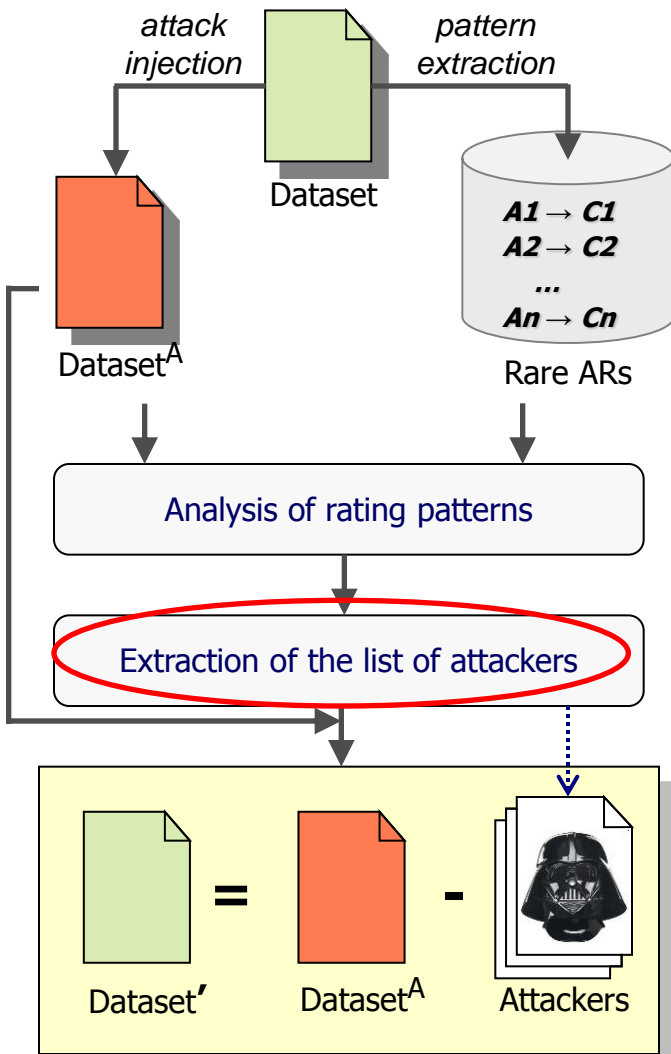 attack
injection
pattern
extraction
Dataset
A1 → C1
A2 → C2
...
An → Cn
Dataset^A
Rare ARs
Analysis of rating patterns
Extraction of the list of attackers
=
-
Dataset'
Dataset^A
Attackers